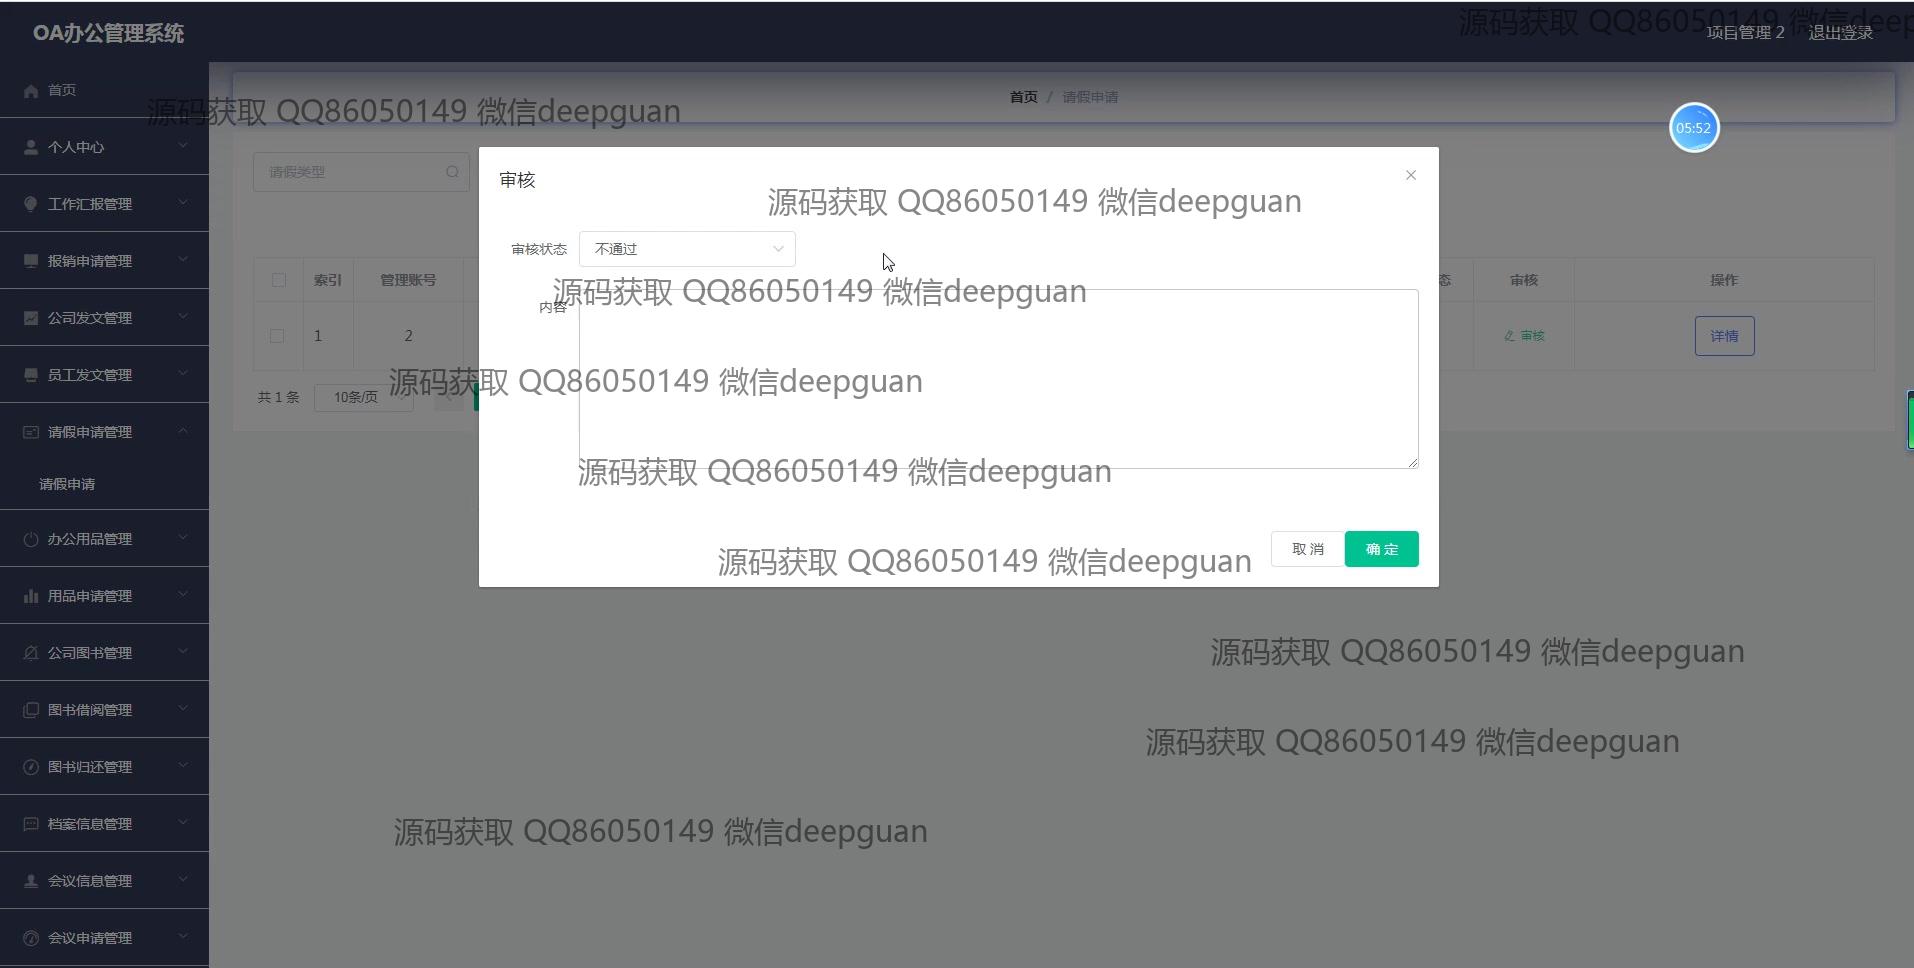 OA办公管理系统
源码获取 QQ86050149 微信deepguan
项目管理 2
退出登录
首页
首页 / 请假申请
源码获取 QQ86050149 微信deepguan
05:52
个人中心
请假类型
审核
源码获取 QQ86050149 微信deepguan
工作汇报管理
审核状态
不通过
报销申请管理
索引
管理账号
态
审核
操作
源码获取 QQ86050149 微信deepguan
内容
公司发文管理
1
2
审核
详情
员工发文管理
源码获取 QQ86050149 微信deepguan
共 1 条
10条/页
请假申请管理
源码获取 QQ86050149 微信deepguan
请假申请
办公用品管理
取 消
确 定
源码获取 QQ86050149 微信deepguan
用品申请管理
公司图书管理
源码获取 QQ86050149 微信deepguan
图书借阅管理
源码获取 QQ86050149 微信deepguan
图书归还管理
档案信息管理
源码获取 QQ86050149 微信deepguan
会议信息管理
会议申请管理